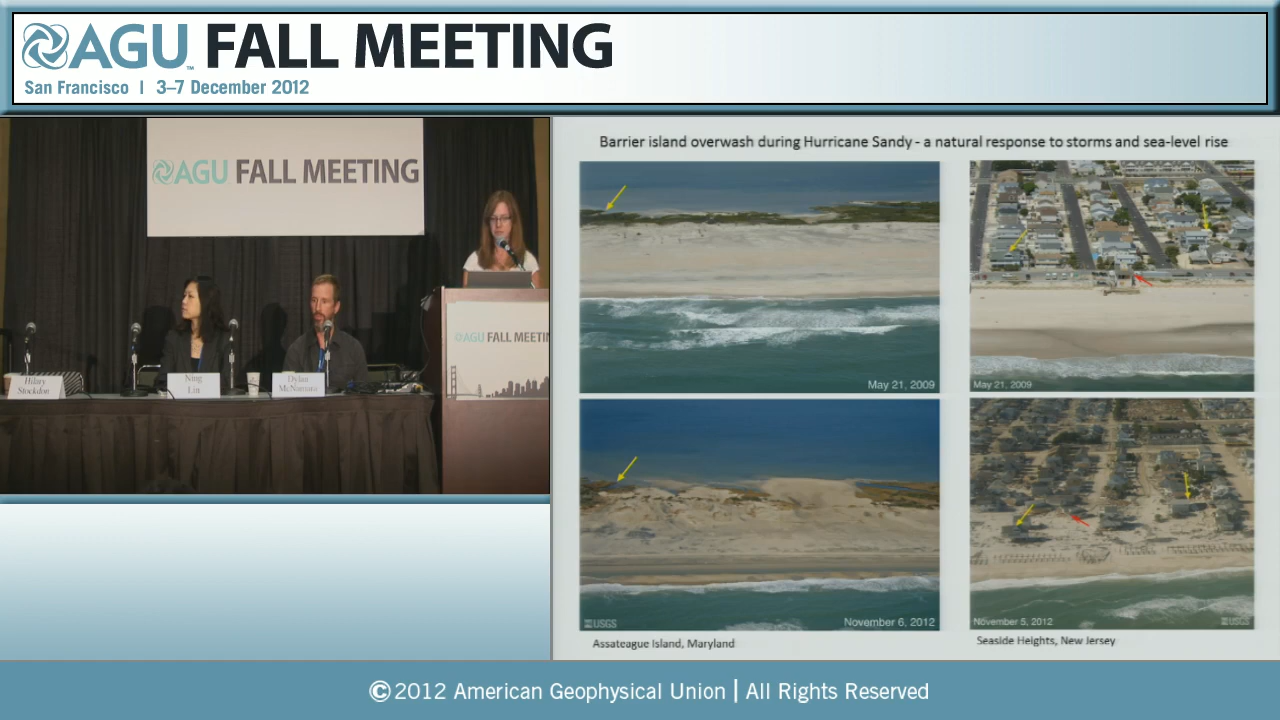 AGU FALL MEETING
San Francisco | 3–7 December 2012
AGU FALL MEETING
Hilary
Stockdon
Ning
Lin
Dylan
McNamara
AGU FALL MEETIN
Barrier island overwash during Hurricane Sandy - a natural response to storms and sea-level rise
May 21, 2009
May 21, 2009
USGS
November 6, 2012
November 5, 2012
USGS
Assateague Island, Maryland
Seaside Heights, New Jersey
© 2012 American Geophysical Union | All Rights Reserved